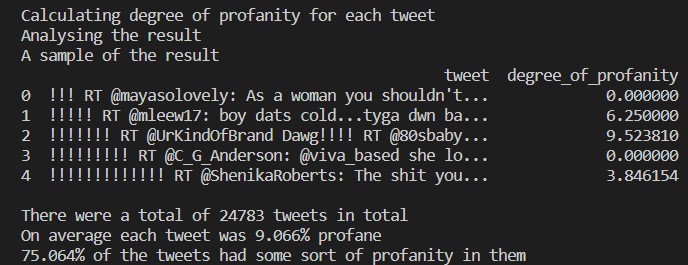 Calculating degree of profanity for each tweet
Analysing the result
A sample of the result
tweet degree_of_profanity
0 !!! RT @mayasolovely: As a woman you shouldn't... 0.000000
1 !!!!! RT @mleew17: boy dats cold...tyga dwn ba... 6.250000
2 !!!!!!! RT @UrKindOfBrand Dawg!!!! RT @80sbaby... 9.523810
3 !!!!!!!!! RT @C_G_Anderson: @viva_based she lo... 0.000000
4 !!!!!!!!!!!!! RT @ShenikaRoberts: The shit you... 3.846154
There were a total of 24783 tweets in total
On average each tweet was 9.066% profane
75.064% of the tweets had some sort of profanity in them